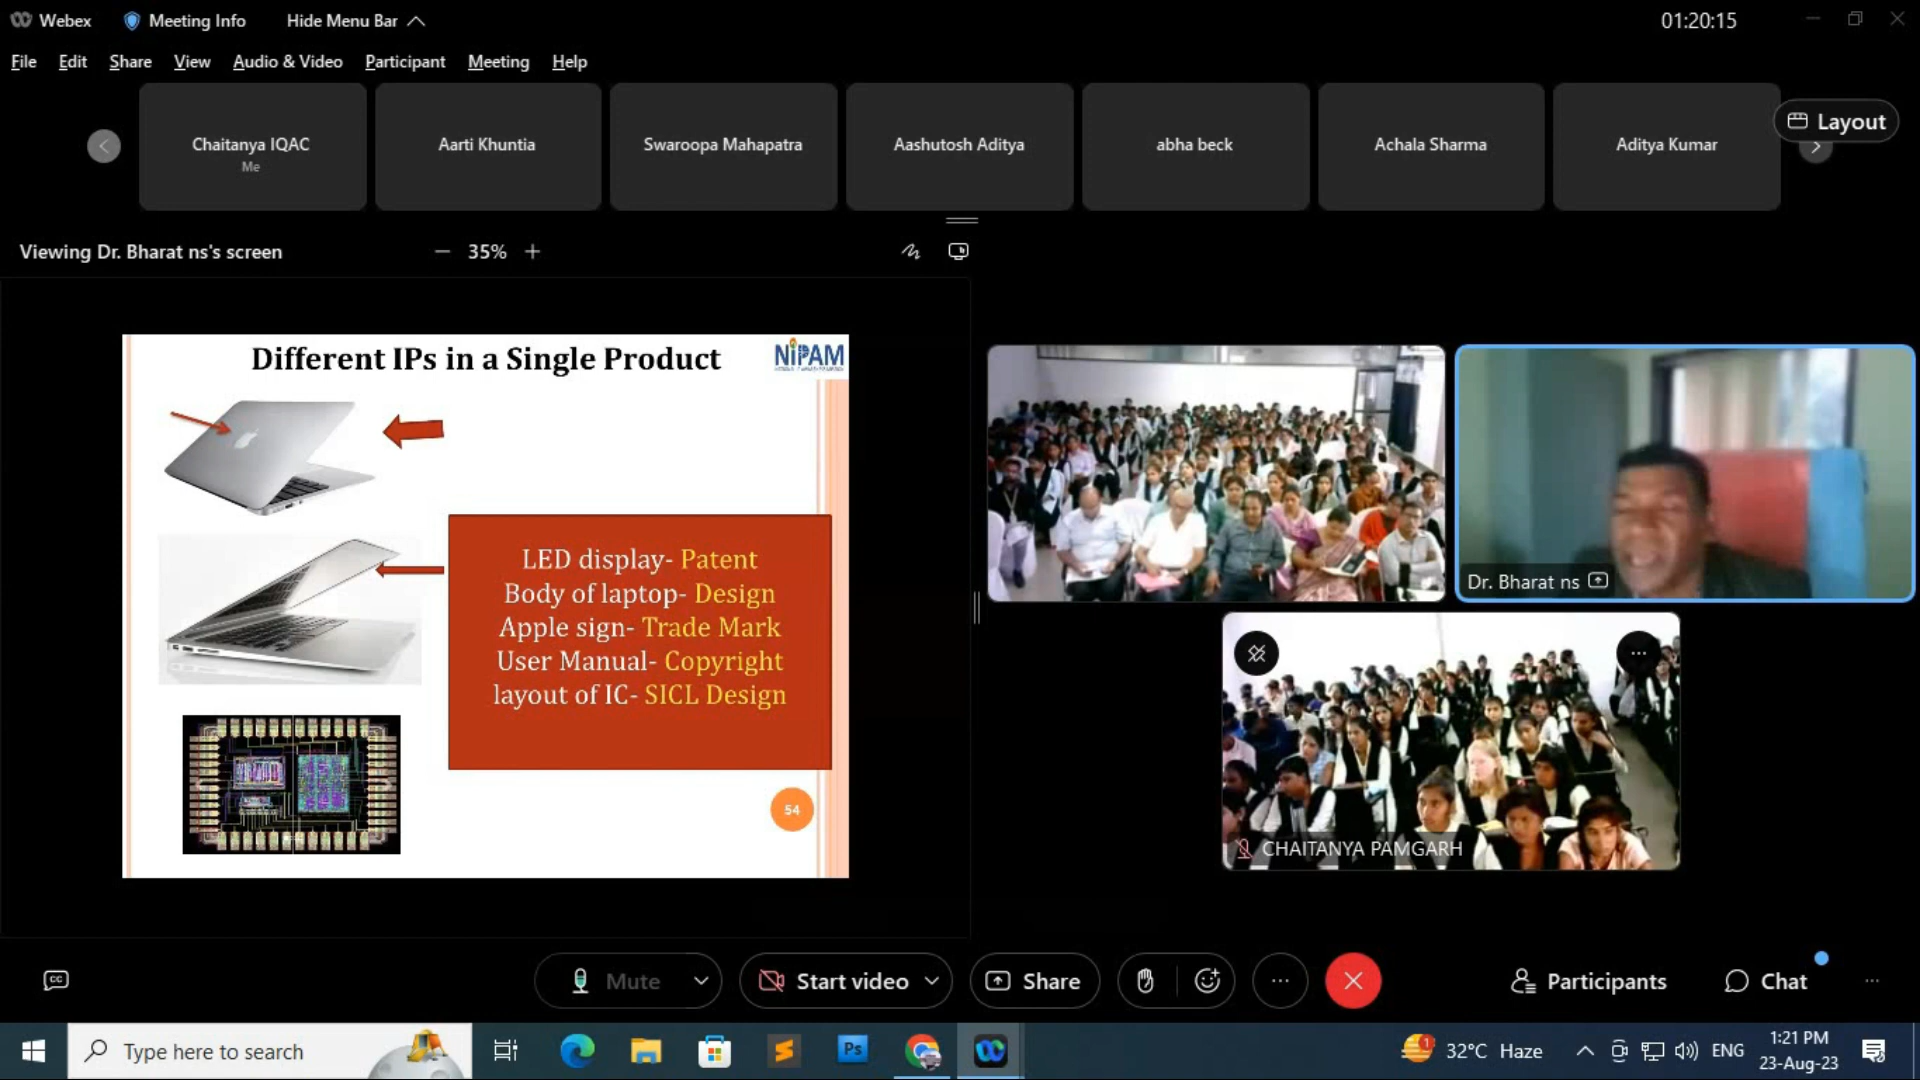 Webex
Meeting Info
Hide Menu Bar
01:20:15
File Edit Share View Audio & Video Participant Meeting Help
Chaitanya IQAC
Me
Aarti Khuntia
Swaroopa Mahapatra
Aashutosh Aditya
abha beck
Achala Sharma
Aditya Kumar
Layout
Viewing Dr. Bharat ns's screen
35%
Different IPs in a Single Product
NiPAM
LED display- Patent
Body of laptop- Design
Apple sign- Trade Mark
User Manual- Copyright
layout of IC- SICL Design
54
Dr. Bharat ns
CHAITANYA PAMGARH
CC
Mute
Start video
Share
Participants
Chat
Type here to search
Ps
1
32°C Haze
ENG
1:21 PM
23-Aug-23